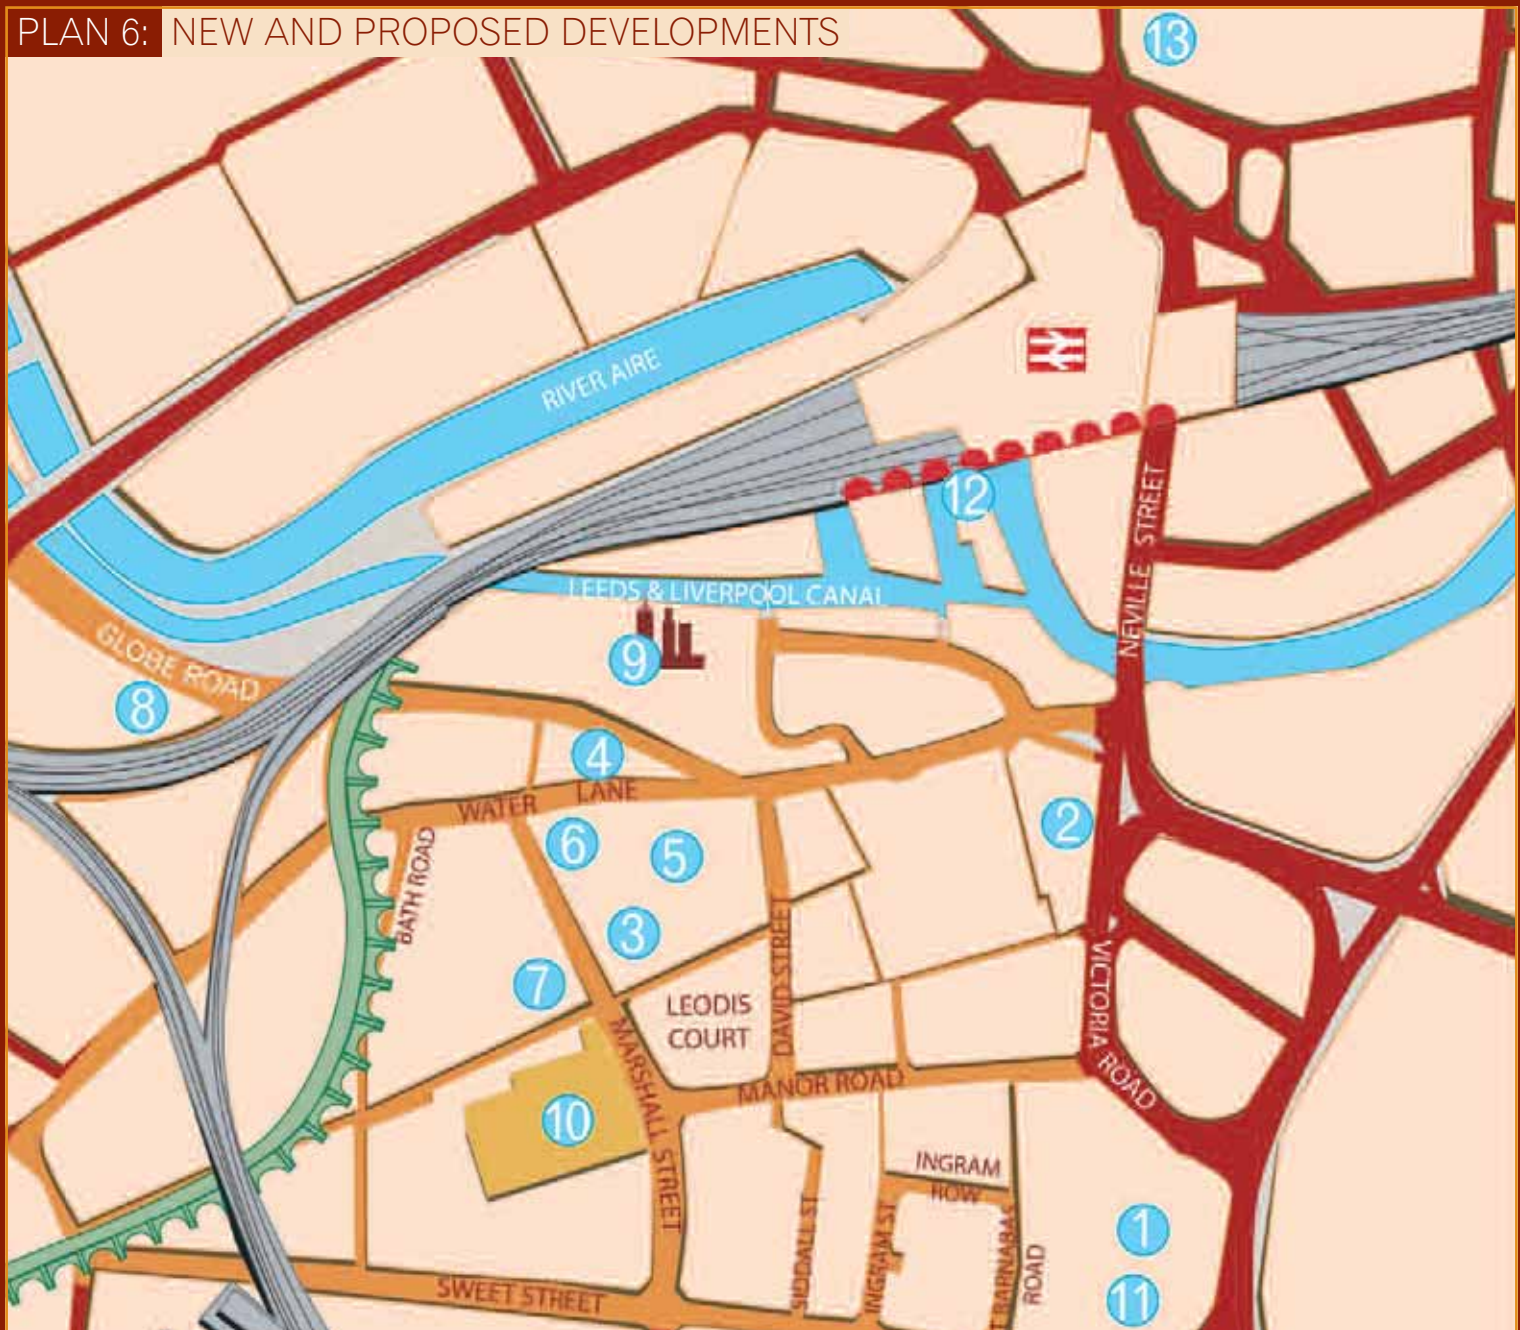 PLAN 6: NEW AND PROPOSED DEVELOPMENTS
13
RIVER AIRE
12
NEVILLE STREET
LEEDS & LIVERPOOL CANAL
GLOBE ROAD
9
8
4
WATER LANE
2
6
5
BATH ROAD
3
7
DAVID STREET
VICTORIA ROAD
LEODIS
COURT
MARSHALL STREET
MANOR ROAD
10
INGRAM
ROW
SIDDALL ST
INGRAM ST
T BARNABAS
ROAD
1
SWEET STREET
11